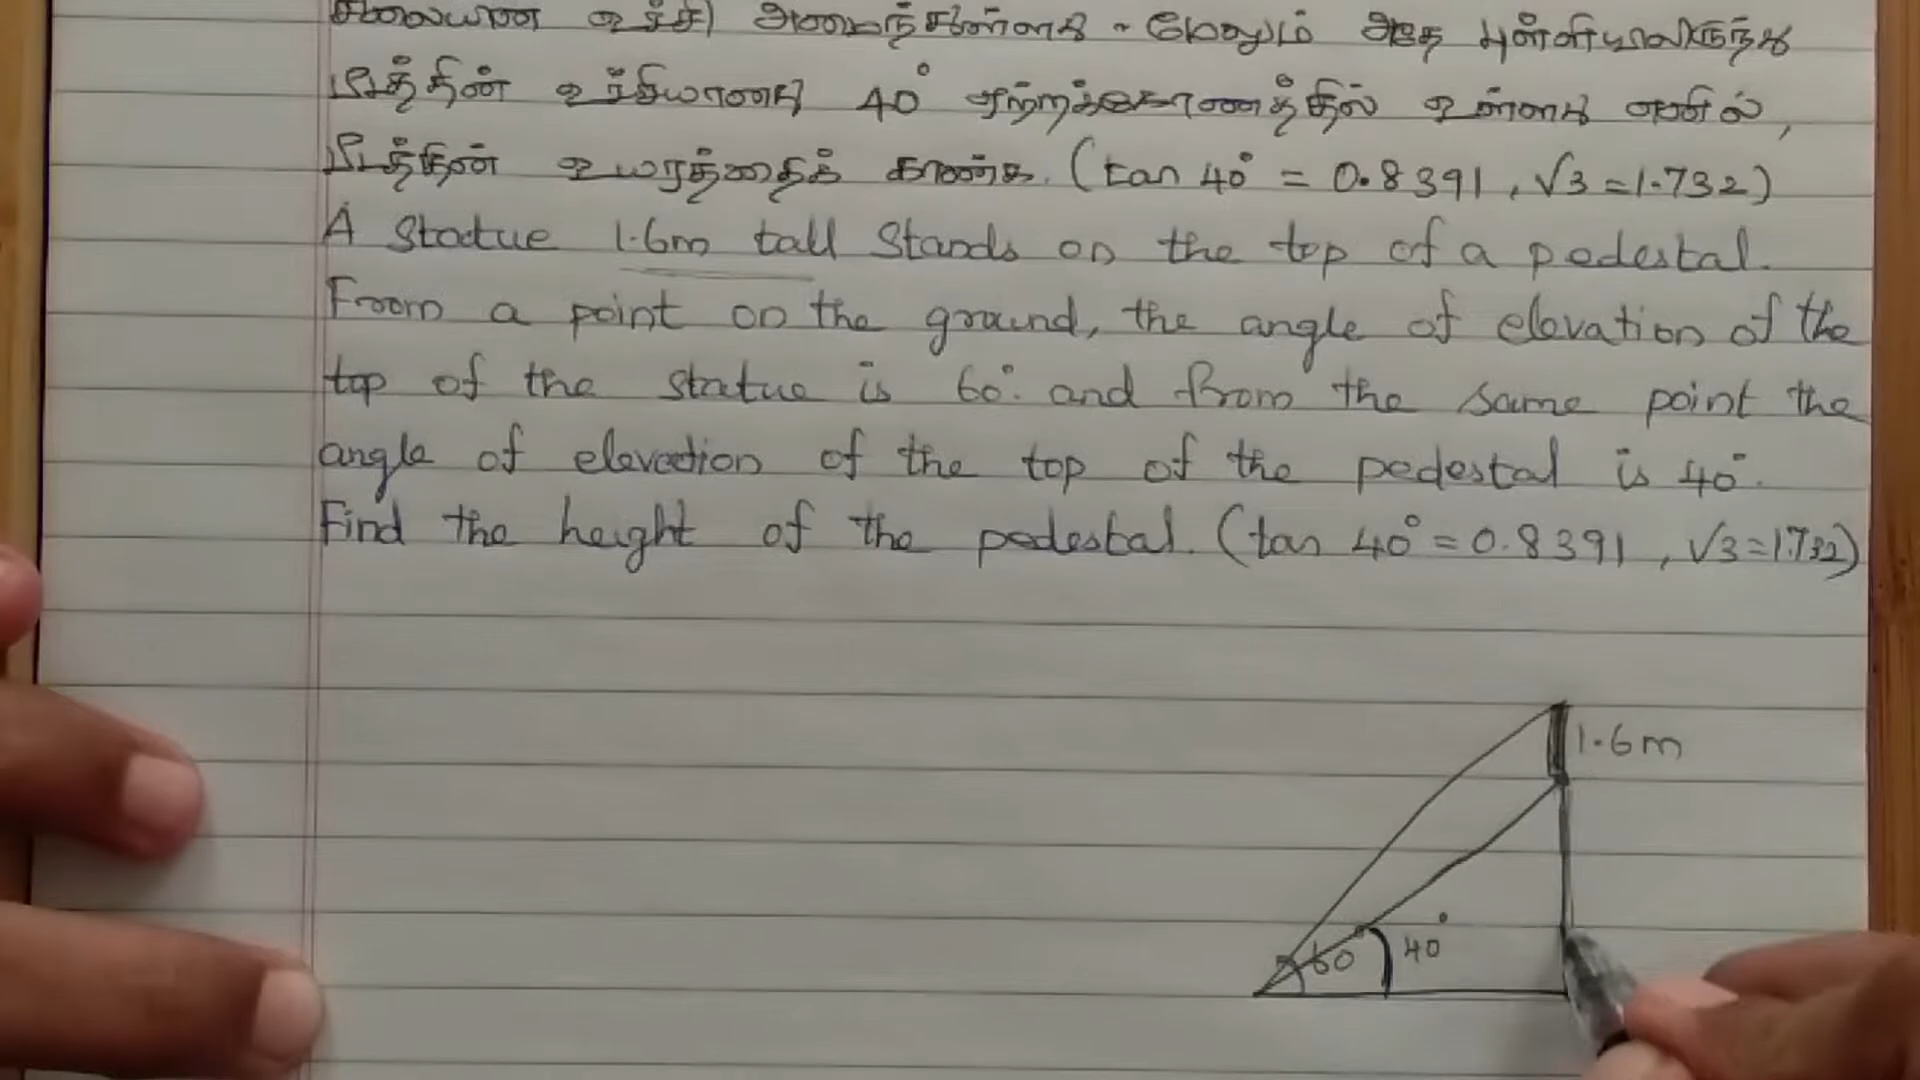 சிலையின் உச்சி அமைந்துள்ளது. மேலும் அதே புள்ளியிலிருந்து
பீடத்தின் உச்சியானது 40° ஏற்றக்கோணத்தில் உள்ளது எனில்,
பீடத்தின் உயரத்தைக் காண்க. (tan 40° = 0.8391, √3 = 1.732)
A statue 1.6m tall stands on the top of a pedestal.
From a point on the ground, the angle of elevation of the
top of the statue is 60° and from the same point the
angle of elevation of the top of the pedestal is 40°.
Find the height of the pedestal. (tan 40° = 0.8391, √3 = 1.732)
1.6m
60
40°